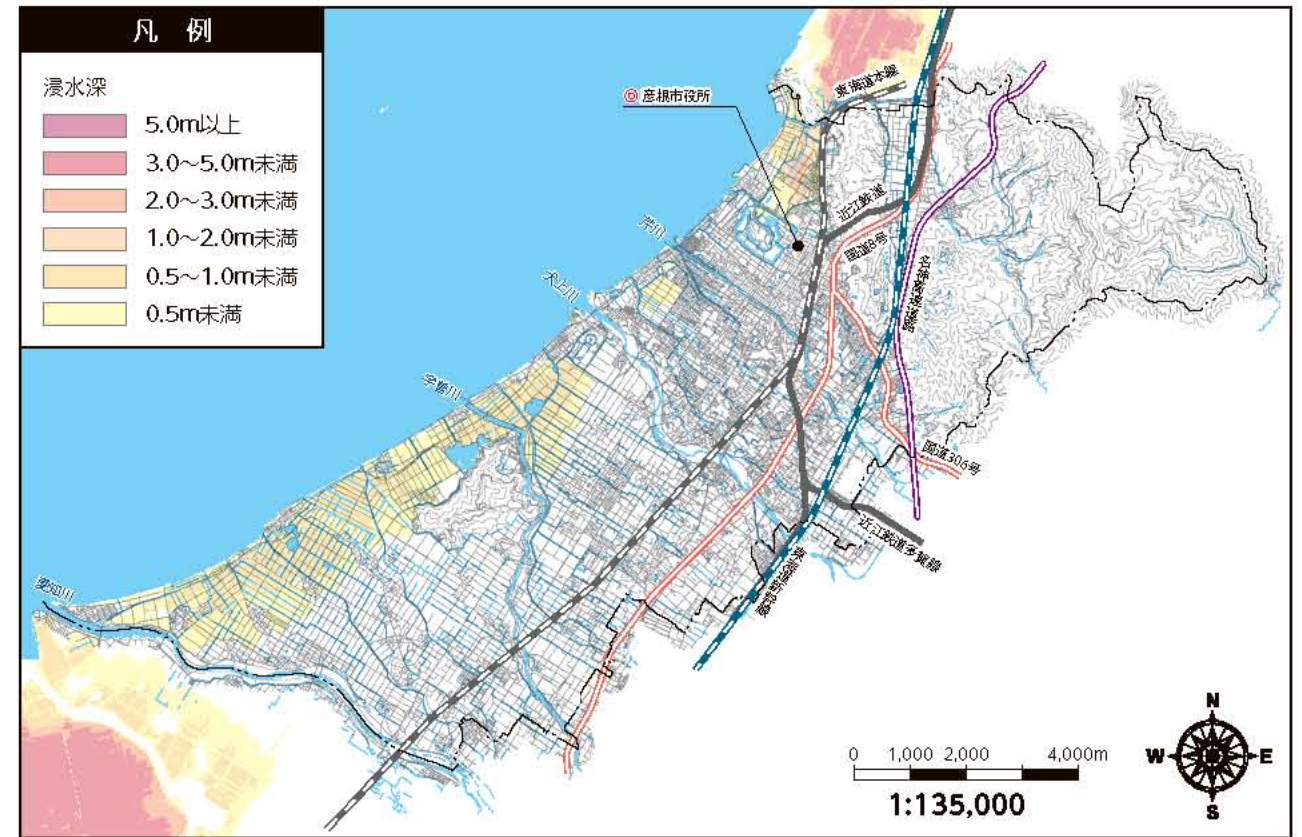 凡 例
浸水深
5.0m以上
3.0～5.0m未満
2.0～3.0m未満
1.0～2.0m未満
0.5～1.0m未満
0.5m未満
東海道本線
◎ 彦根市役所
近江鉄道
国道8号
芹川
犬上川
名神高速道路
宇曽川
国道306号
近江鉄道多賀線
東海道新幹線
愛知川
N
W
E
S
0 1,000 2,000 4,000m
1:135,000